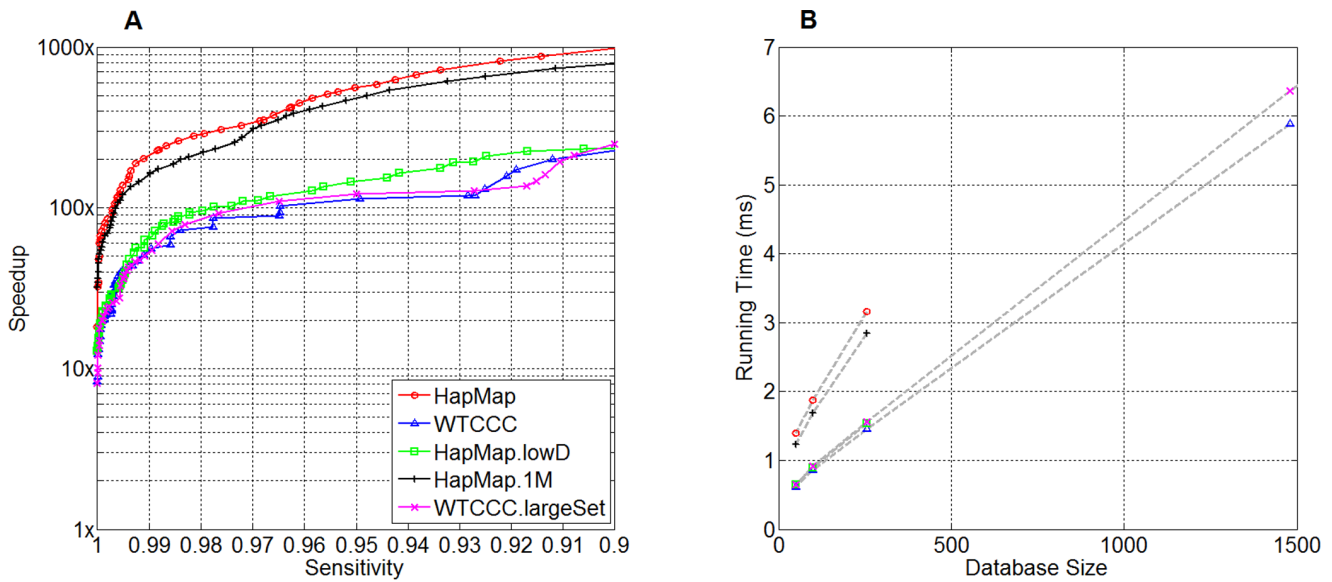 A
1000x
100x
10x
1x
Speedup
1 0.99 0.98 0.97 0.96 0.95 0.94 0.93 0.92 0.91 0.9
Sensitivity
HapMap
WTCCC
HapMap.lowD
HapMap.1M
WTCCC.largeSet
B
7
6
5
4
3
2
1
0
Running Time (ms)
0 500 1000 1500
Database Size